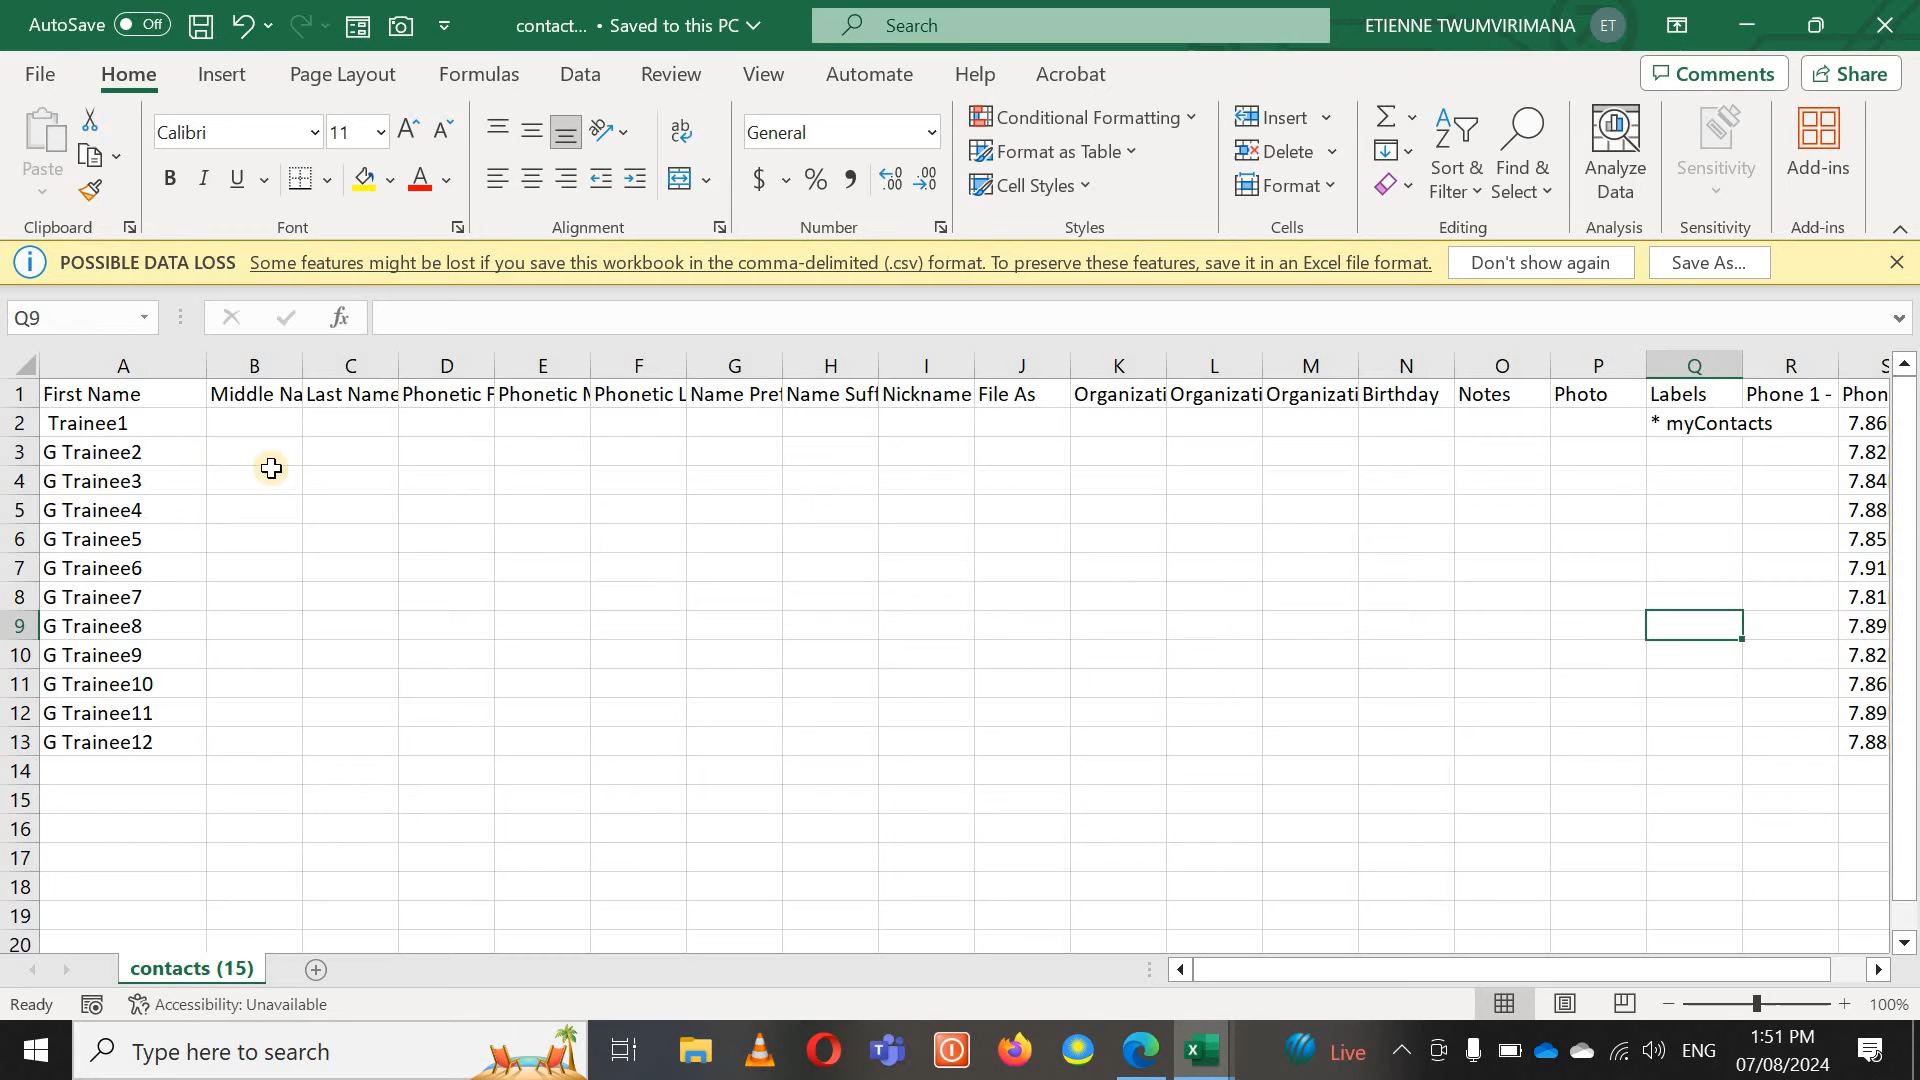 AutoSave Off contact... • Saved to this PC Search ETIENNE TWUMVIRIMANA ET
File Home Insert Page Layout Formulas Data Review View Automate Help Acrobat Comments Share
Paste Calibri 11 General Conditional Formatting Format as Table Cell Styles Insert Delete Format Sort & Filter Find & Select Analyze Data Sensitivity Add-ins
Clipboard Font Alignment Number Styles Cells Editing Analysis Sensitivity Add-ins
POSSIBLE DATA LOSS Some features might be lost if you save this workbook in the comma-delimited (.csv) format. To preserve these features, save it in an Excel file format. Don't show again Save As...
Q9 fx
A B C D E F G H I J K L M N O P Q R S
1 First Name Middle Na Last Name Phonetic F Phonetic M Phonetic L Name Pref Name Suff Nickname File As Organizati Organizati Organizati Birthday Notes Photo Labels Phone 1 - Phon
2 Trainee1 * myContacts 7.86
3 G Trainee2 7.82
4 G Trainee3 7.84
5 G Trainee4 7.88
6 G Trainee5 7.85
7 G Trainee6 7.91
8 G Trainee7 7.81
9 G Trainee8 7.89
10 G Trainee9 7.82
11 G Trainee10 7.86
12 G Trainee11 7.89
13 G Trainee12 7.88
14
15
16
17
18
19
20
contacts (15)
Ready Accessibility: Unavailable 100%
Type here to search Live ENG 1:51 PM
07/08/2024